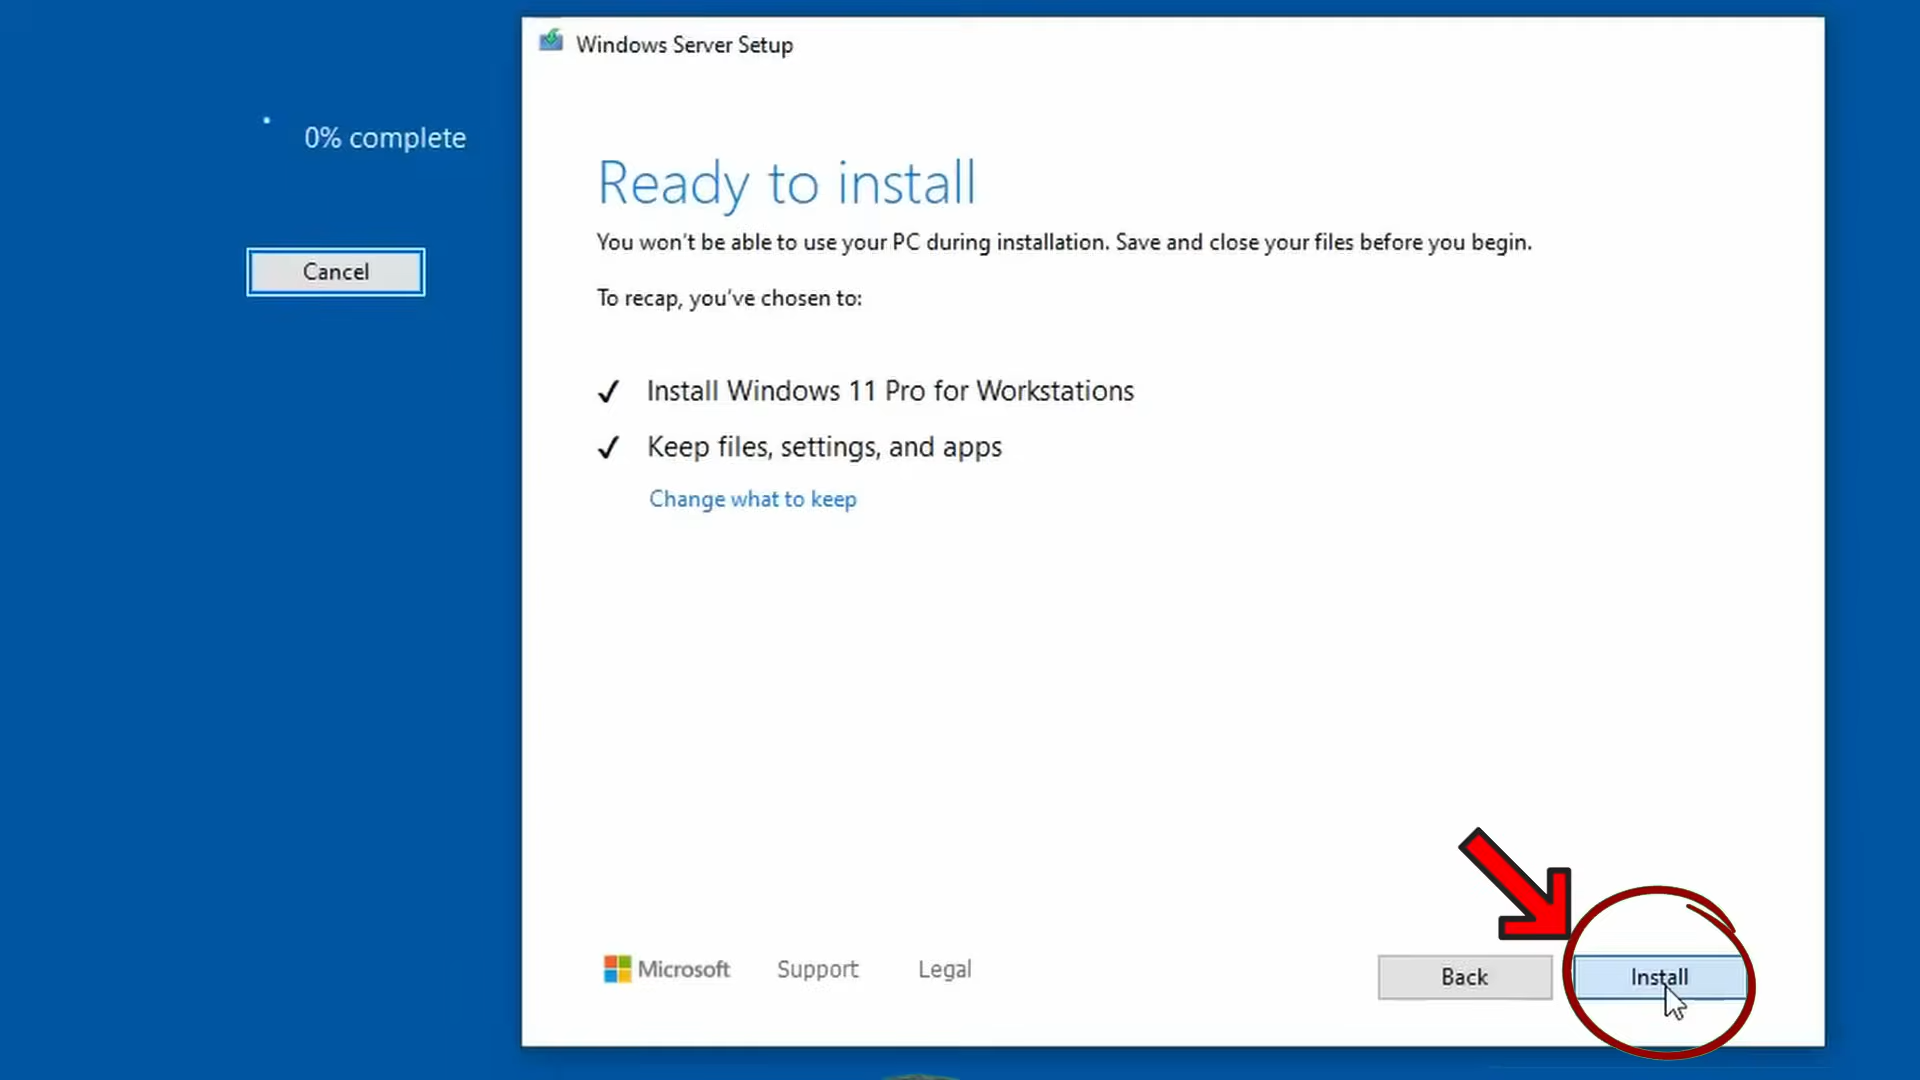 Windows Server Setup
0% complete
Cancel
Ready to install
You won't be able to use your PC during installation. Save and close your files before you begin.
To recap, you've chosen to:
✓ Install Windows 11 Pro for Workstations
✓ Keep files, settings, and apps
Change what to keep
Microsoft Support Legal
Back Install